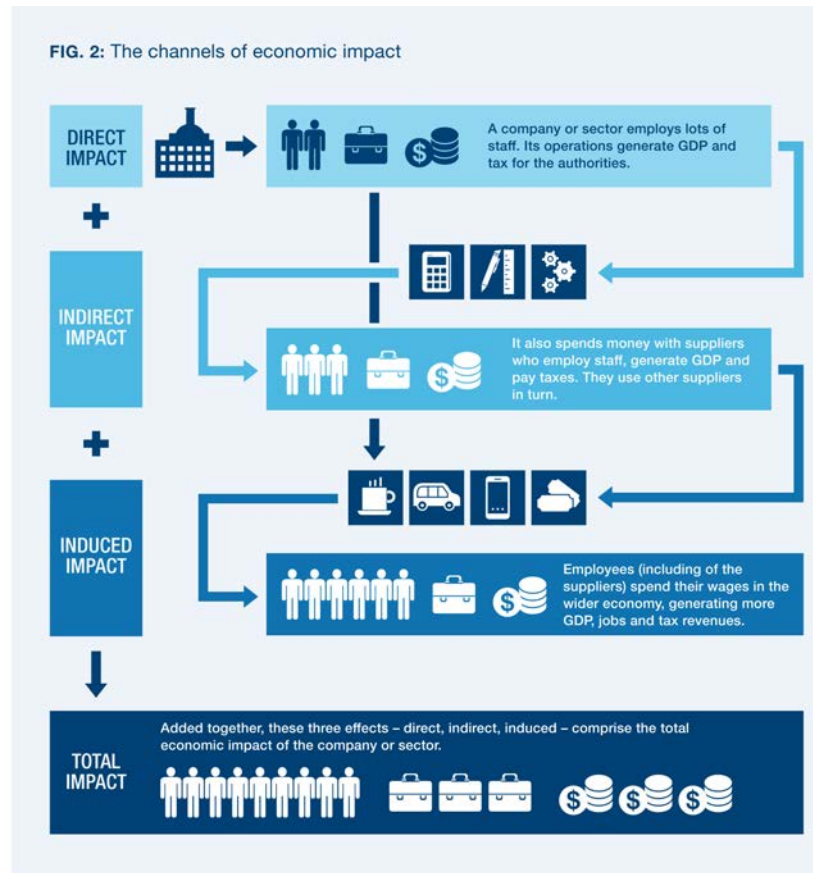 FIG. 2: The channels of economic impact
DIRECT
IMPACT
A company or sector employs lots of
staff. Its operations generate GDP and
tax for the authorities.
$
+
INDIRECT
IMPACT
It also spends money with suppliers
who employ staff, generate GDP and
pay taxes. They use other suppliers
in turn.
$
+
INDUCED
IMPACT
Employees (including of the
suppliers) spend their wages in the
wider economy, generating more
GDP, jobs and tax revenues.
$
TOTAL
IMPACT
Added together, these three effects – direct, indirect, induced – comprise the total
economic impact of the company or sector.
$ $ $